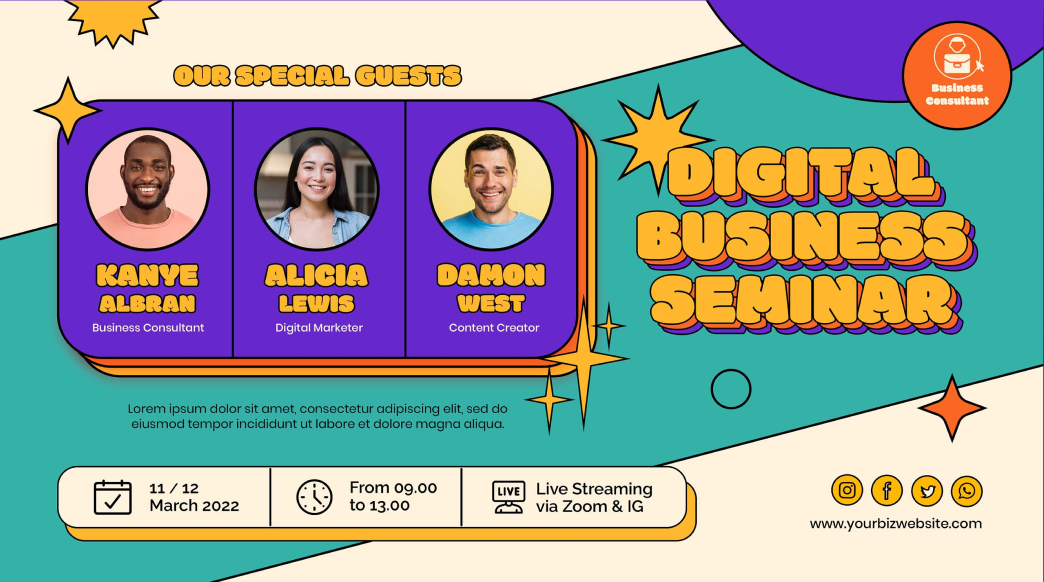 OUR SPECIAL GUESTS
KANYE
ALBRAN
Business Consultant
ALICIA
LEWIS
Digital Marketer
DAMON
WEST
Content Creator
Lorem ipsum dolor sit amet, consectetur adipiscing elit, sed do
eiusmod tempor incididunt ut labore et dolore magna aliqua.
Business
Consultant
DIGITAL
BUSINESS
SEMINAR
11 / 12
March 2022
From 09.00
to 13.00
LIVE
Live Streaming
via Zoom & IG
www.yourbizwebsite.com